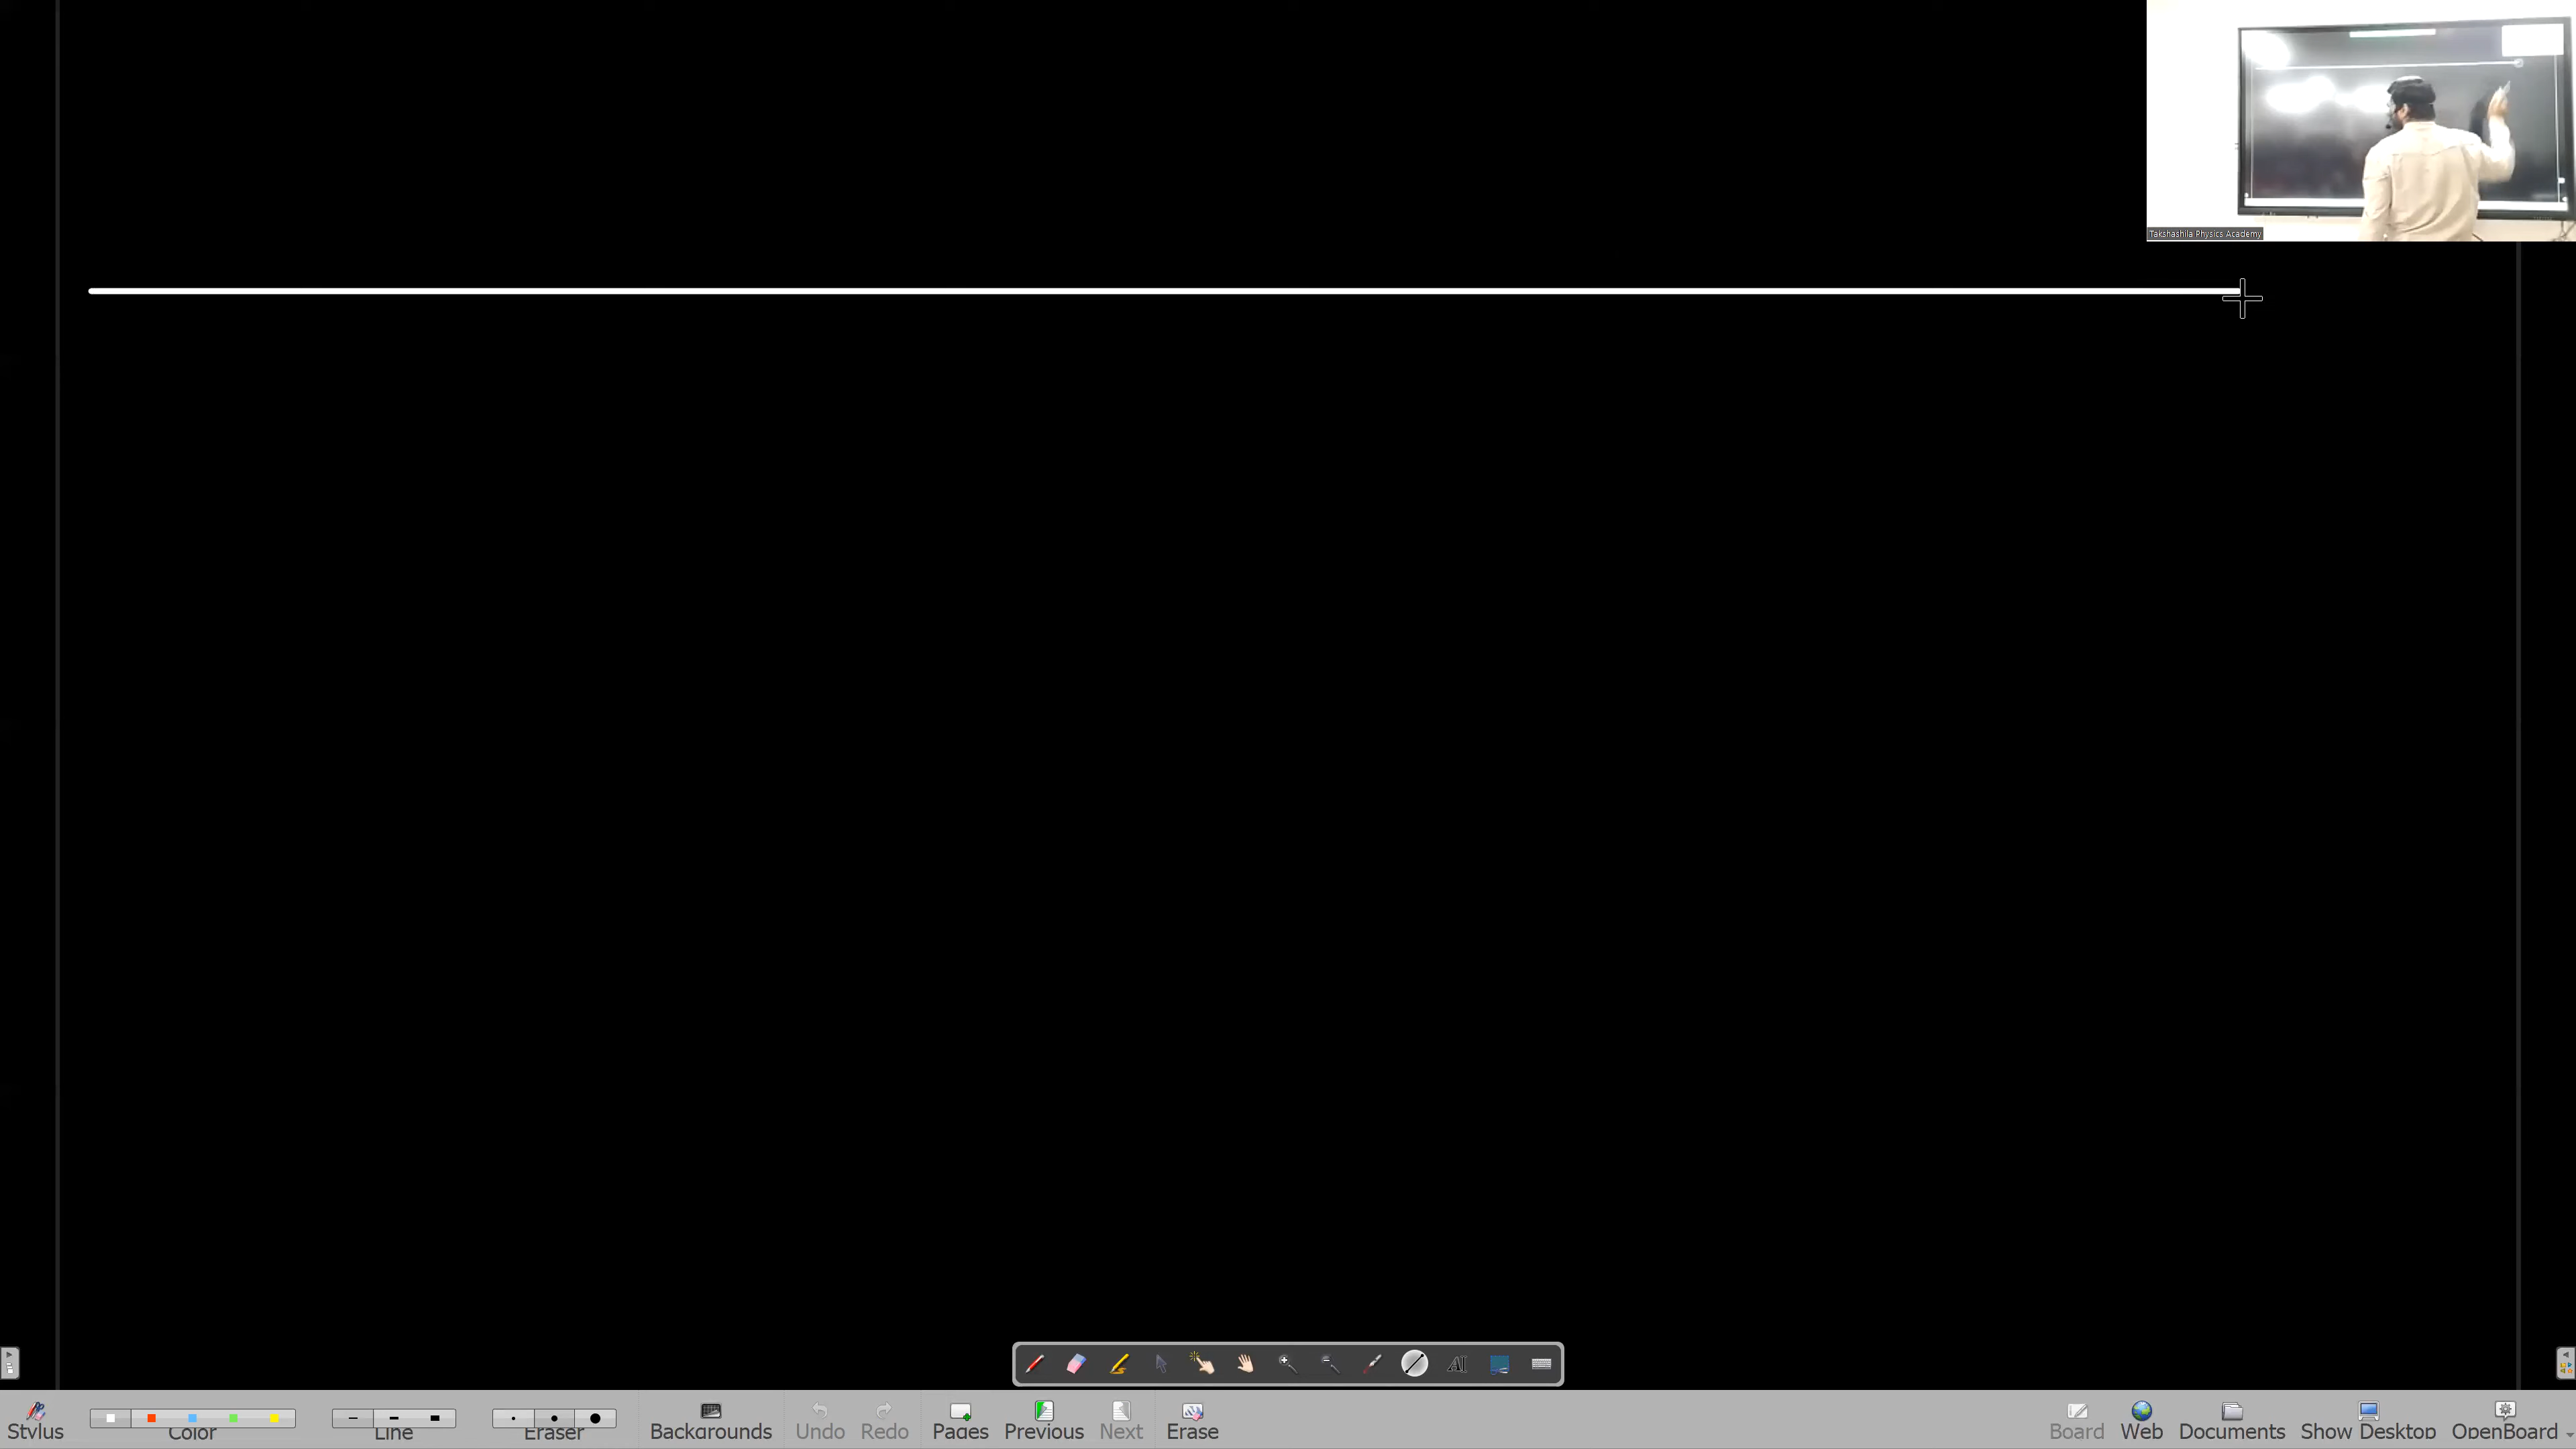 Takshashila Physics Academy
Stylus
Color
Line
Eraser
Backgrounds
Undo
Redo
Pages
Previous
Next
Erase
Board
Web
Documents
Show Desktop
OpenBoard